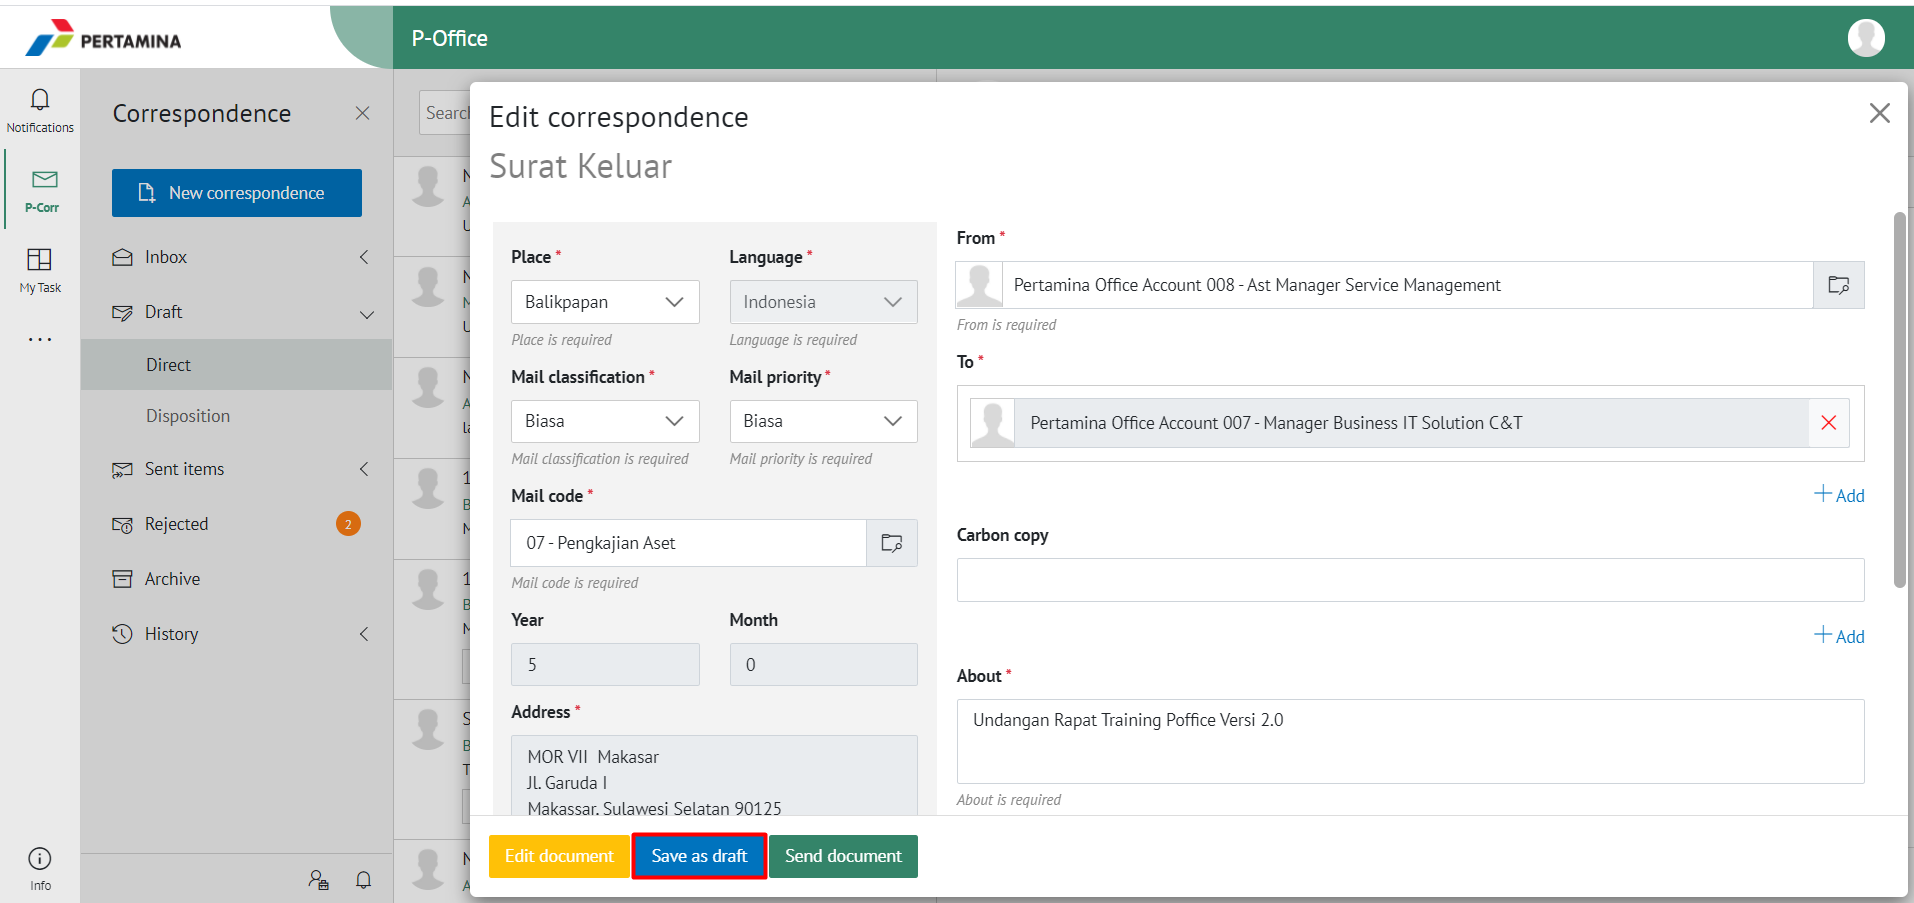 PERTAMINA
P-Office
Notifications
P-Corr
My Task
Info
Correspondence
New correspondence
Inbox
Draft
Direct
Disposition
Sent items
Rejected
2
Archive
History
Edit correspondence
Surat Keluar
Place *
Balikpapan
Place is required
Language *
Indonesia
Language is required
Mail classification *
Biasa
Mail classification is required
Mail priority *
Biasa
Mail priority is required
Mail code *
07 - Pengkajian Aset
Mail code is required
Year
5
Month
0
Address *
MOR VII Makasar
Jl. Garuda I
Makassar, Sulawesi Selatan 90125
From *
Pertamina Office Account 008 - Ast Manager Service Management
From is required
To *
Pertamina Office Account 007 - Manager Business IT Solution C&T
Add
Carbon copy
Add
About *
Undangan Rapat Training Poffice Versi 2.0
About is required
Edit document
Save as draft
Send document